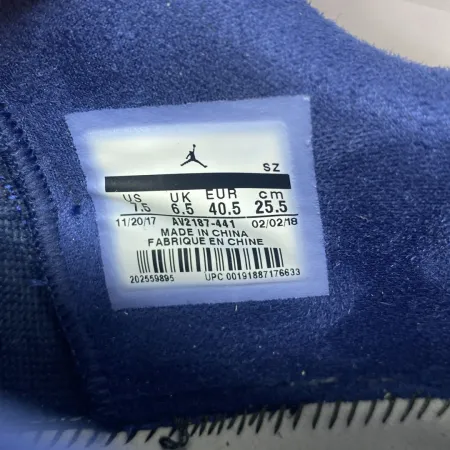 SZ
US UK EUR cm
7.5 6.5 40.5 25.5
11/20/17 AV2187-441 02/02/18
MADE IN CHINA
FABRIQUE EN CHINE
202559895 UPC 00191887176633